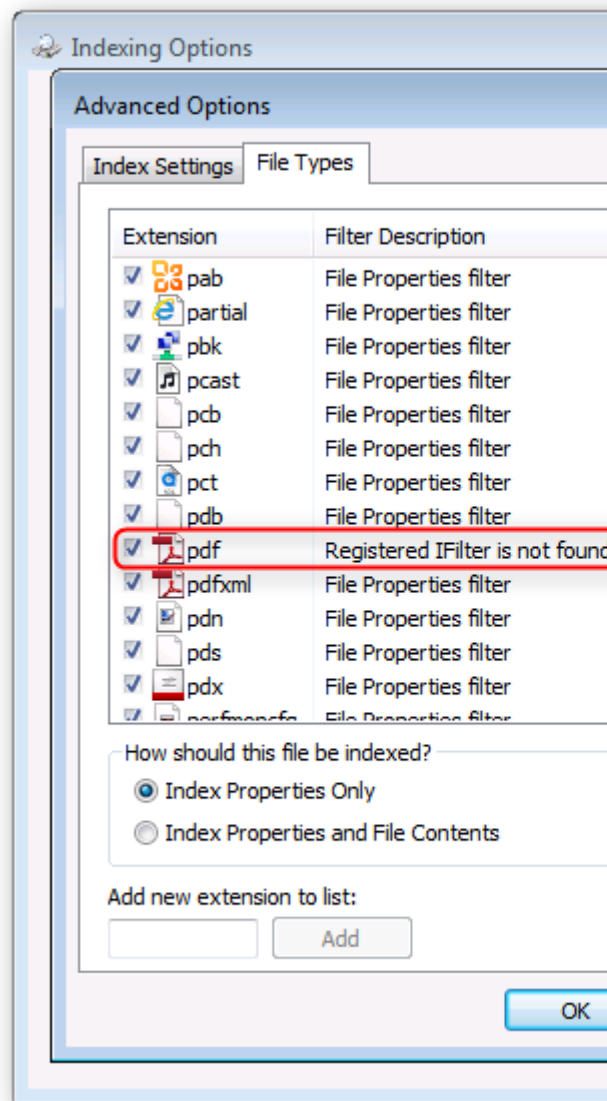 Indexing Options
Advanced Options
Index Settings File Types
Extension Filter Description
pab File Properties filter
partial File Properties filter
pbk File Properties filter
pcast File Properties filter
pcb File Properties filter
pch File Properties filter
pct File Properties filter
pdb File Properties filter
pdf Registered IFilter is not found
pdfxml File Properties filter
pdn File Properties filter
pds File Properties filter
pdx File Properties filter
perfmoncfg File Properties filter
How should this file be indexed?
Index Properties Only
Index Properties and File Contents
Add new extension to list:
Add
OK